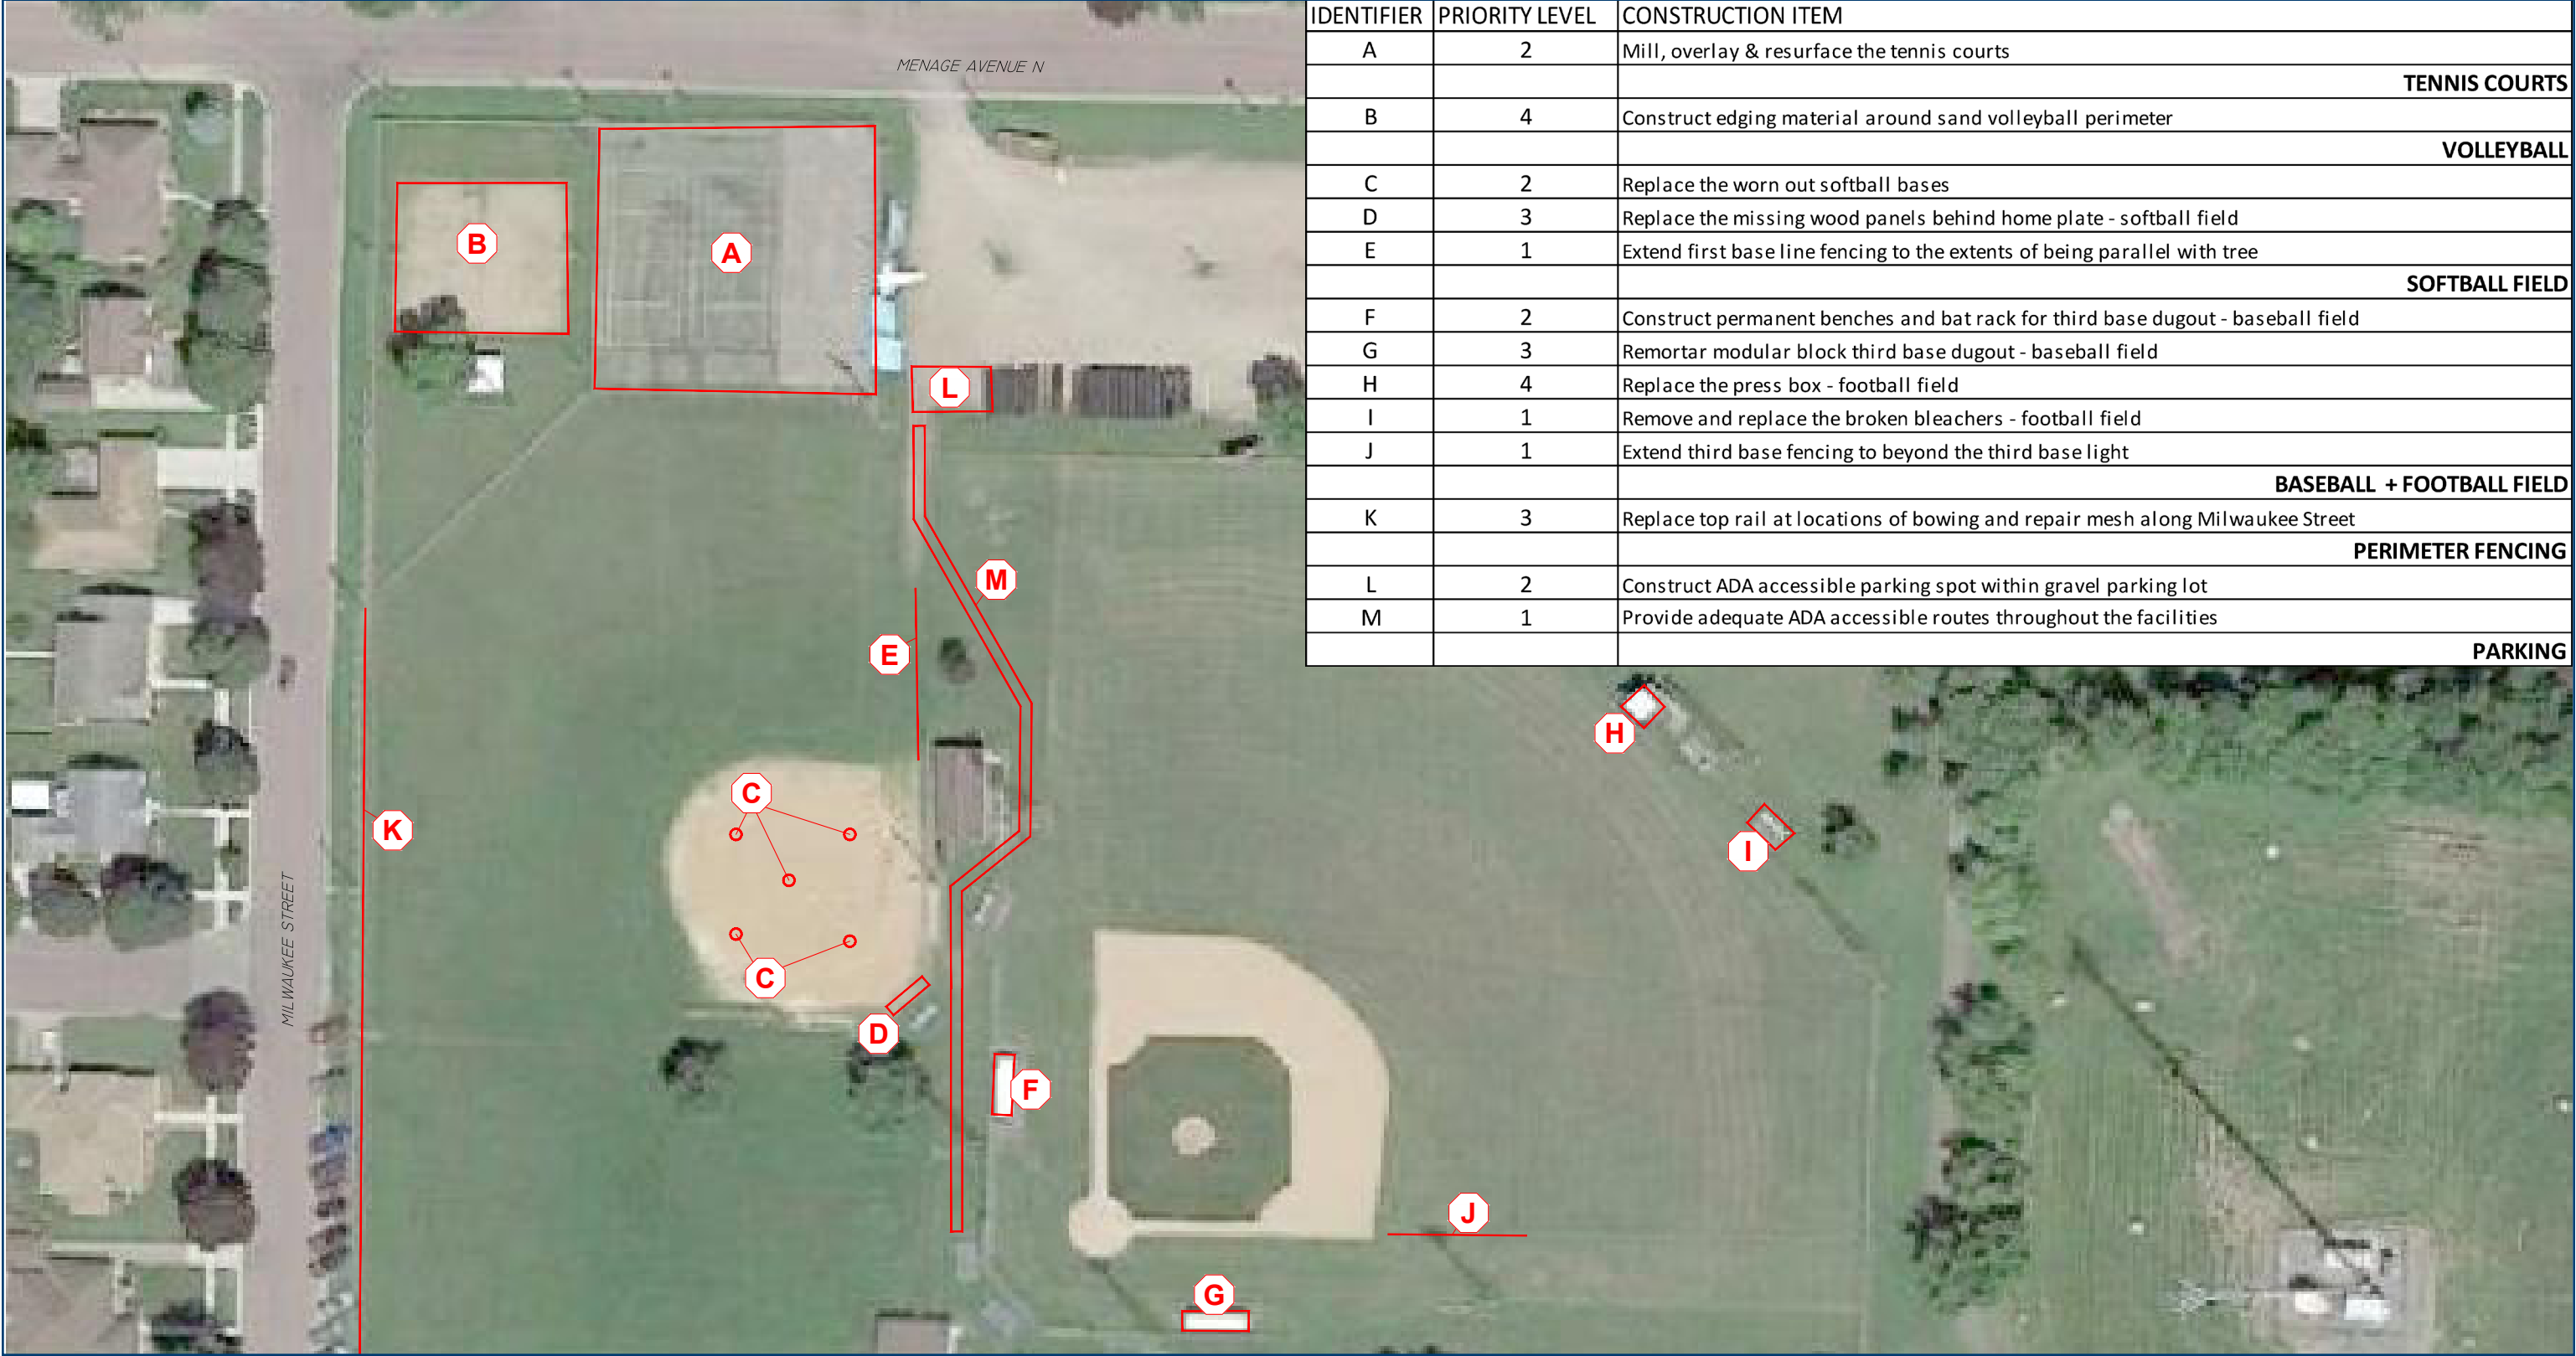 IDENTIFIER PRIORITY LEVEL CONSTRUCTION ITEM
A 2 Mill, overlay & resurface the tennis courts
TENNIS COURTS
B 4 Construct edging material around sand volleyball perimeter
VOLLEYBALL
C 2 Replace the worn out softball bases
D 3 Replace the missing wood panels behind home plate - softball field
E 1 Extend first base line fencing to the extents of being parallel with tree
SOFTBALL FIELD
F 2 Construct permanent benches and bat rack for third base dugout - baseball field
G 3 Remortar modular block third base dugout - baseball field
H 4 Replace the press box - football field
I 1 Remove and replace the broken bleachers - football field
J 1 Extend third base fencing to beyond the third base light
BASEBALL + FOOTBALL FIELD
K 3 Replace top rail at locations of bowing and repair mesh along Milwaukee Street
PERIMETER FENCING
L 2 Construct ADA accessible parking spot within gravel parking lot
M 1 Provide adequate ADA accessible routes throughout the facilities
PARKING
MENAGE AVENUE N
B
A
L
M
E
H
C
K
I
MILWAUKEE STREET
C
D
F
J
G